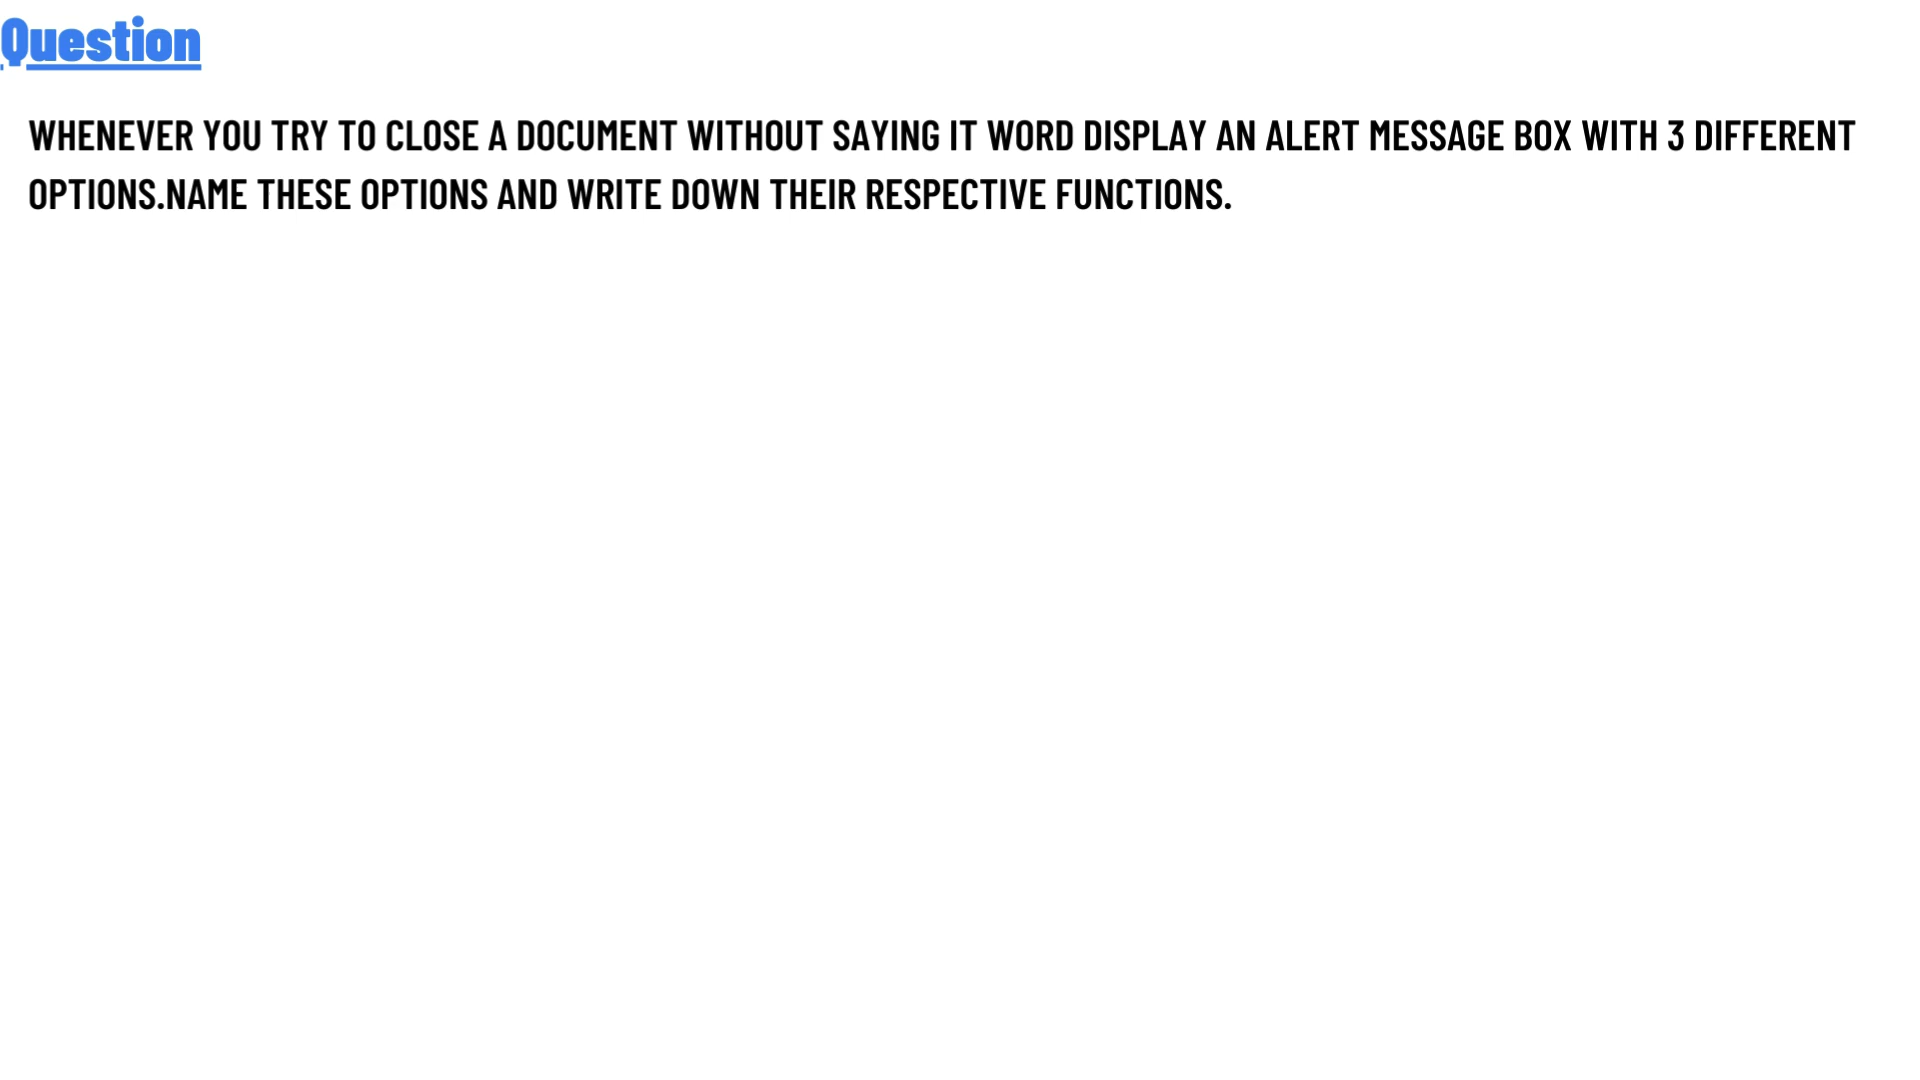 Question
WHENEVER YOU TRY TO CLOSE A DOCUMENT WITHOUT SAYING IT WORD DISPLAY AN ALERT MESSAGE BOX WITH 3 DIFFERENT
OPTIONS.NAME THESE OPTIONS AND WRITE DOWN THEIR RESPECTIVE FUNCTIONS.